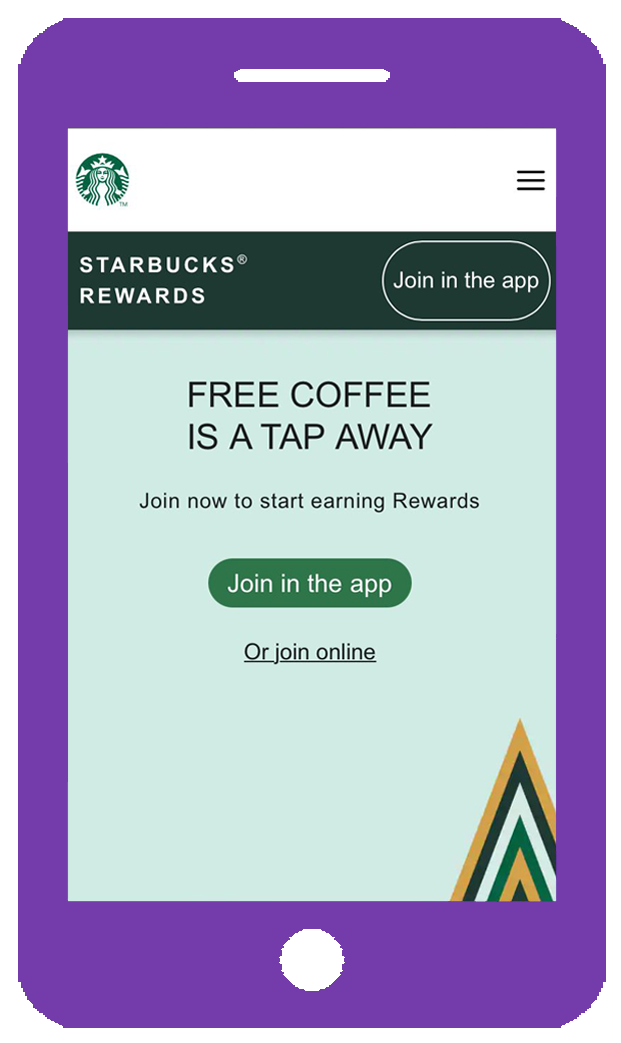 TM
STARBUCKS®
REWARDS
Join in the app
FREE COFFEE
IS A TAP AWAY
Join now to start earning Rewards
Join in the app
Or join online